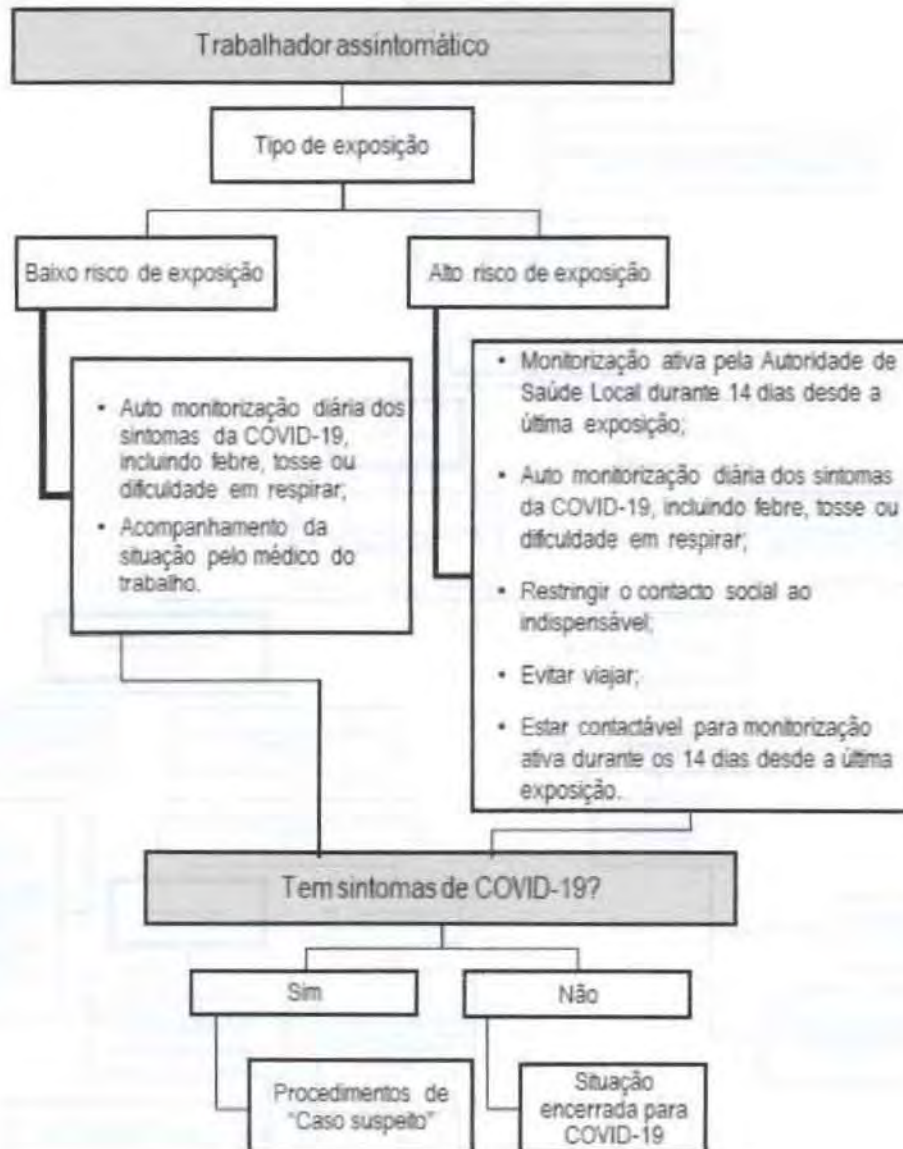 Trabalhador assintomático
Tipo de exposição
Baixo risco de exposição
Alto risco de exposição
• Auto monitorização diária dos
sintomas da COVID-19,
incluindo febre, tosse ou
dificuldade em respirar;
• Acompanhamento da
situação pelo médico do
trabalho.
• Monitorização ativa pela Autoridade de
Saúde Local durante 14 dias desde a
última exposição;
• Auto monitorização diária dos sintomas
da COVID-19, incluindo febre, tosse ou
dificuldade em respirar;
• Restringir o contacto social ao
indispensável;
• Evitar viajar;
• Estar contactável para monitorização
ativa durante os 14 dias desde a última
exposição.
Tem sintomas de COVID-19?
Sim
Não
Procedimentos de
"Caso suspeito"
Situação
encerrada para
COVID-19